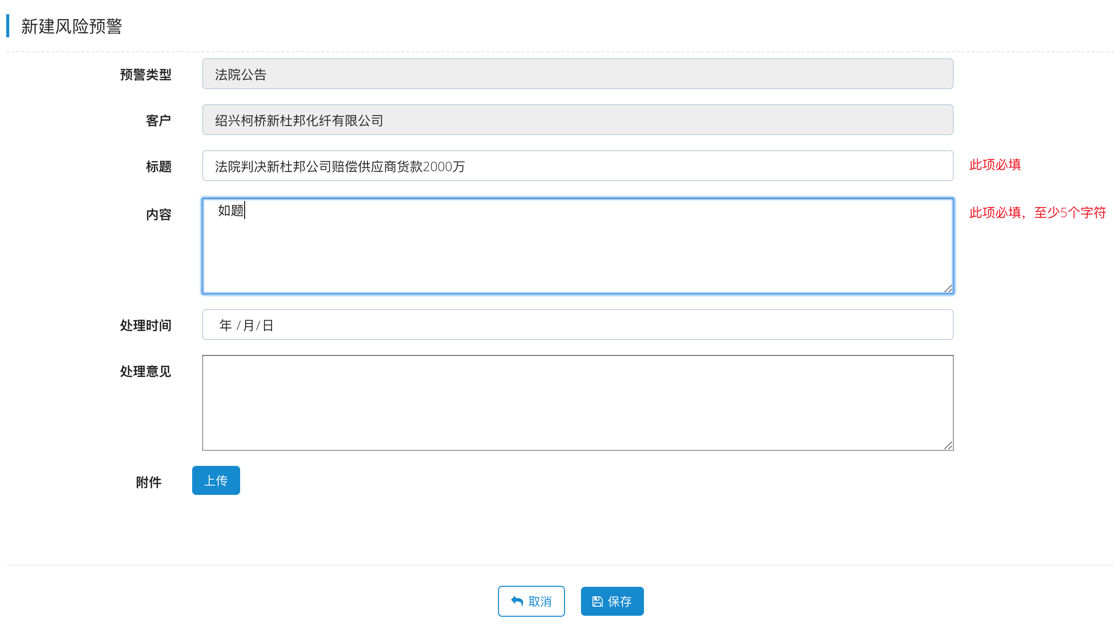 新建风险预警
预警类型 法院公告
客户 绍兴柯桥新杜邦化纤有限公司
标题 法院判决新杜邦公司赔偿供应商货款2000万 此项必填
内容 如题 此项必填，至少5个字符
处理时间 年 /月/日
处理意见
附件 上传
取消 保存